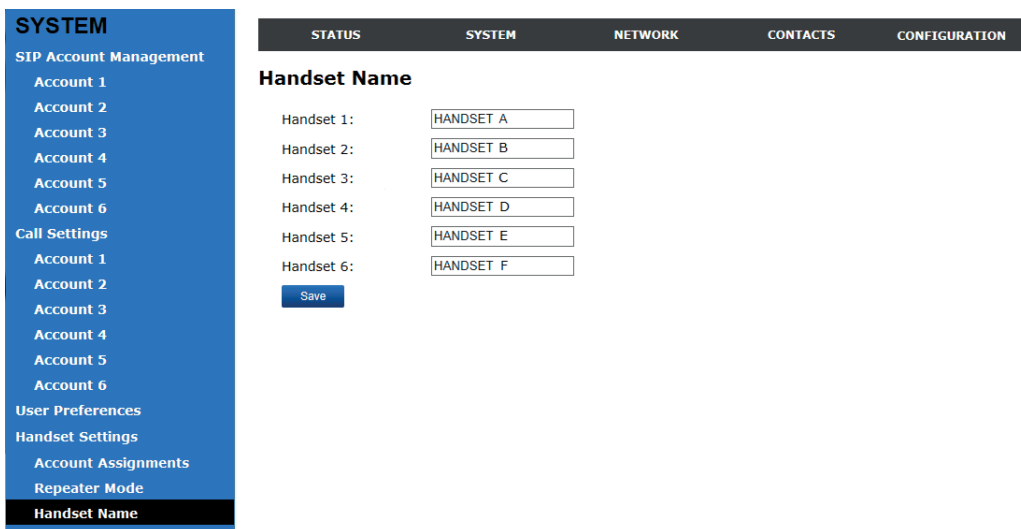 SYSTEM
SIP Account Management
Account 1
Account 2
Account 3
Account 4
Account 5
Account 6
Call Settings
Account 1
Account 2
Account 3
Account 4
Account 5
Account 6
User Preferences
Handset Settings
Account Assignments
Repeater Mode
Handset Name
STATUS SYSTEM NETWORK CONTACTS CONFIGURATION
Handset Name
Handset 1: HANDSET A
Handset 2: HANDSET B
Handset 3: HANDSET C
Handset 4: HANDSET D
Handset 5: HANDSET E
Handset 6: HANDSET F
Save